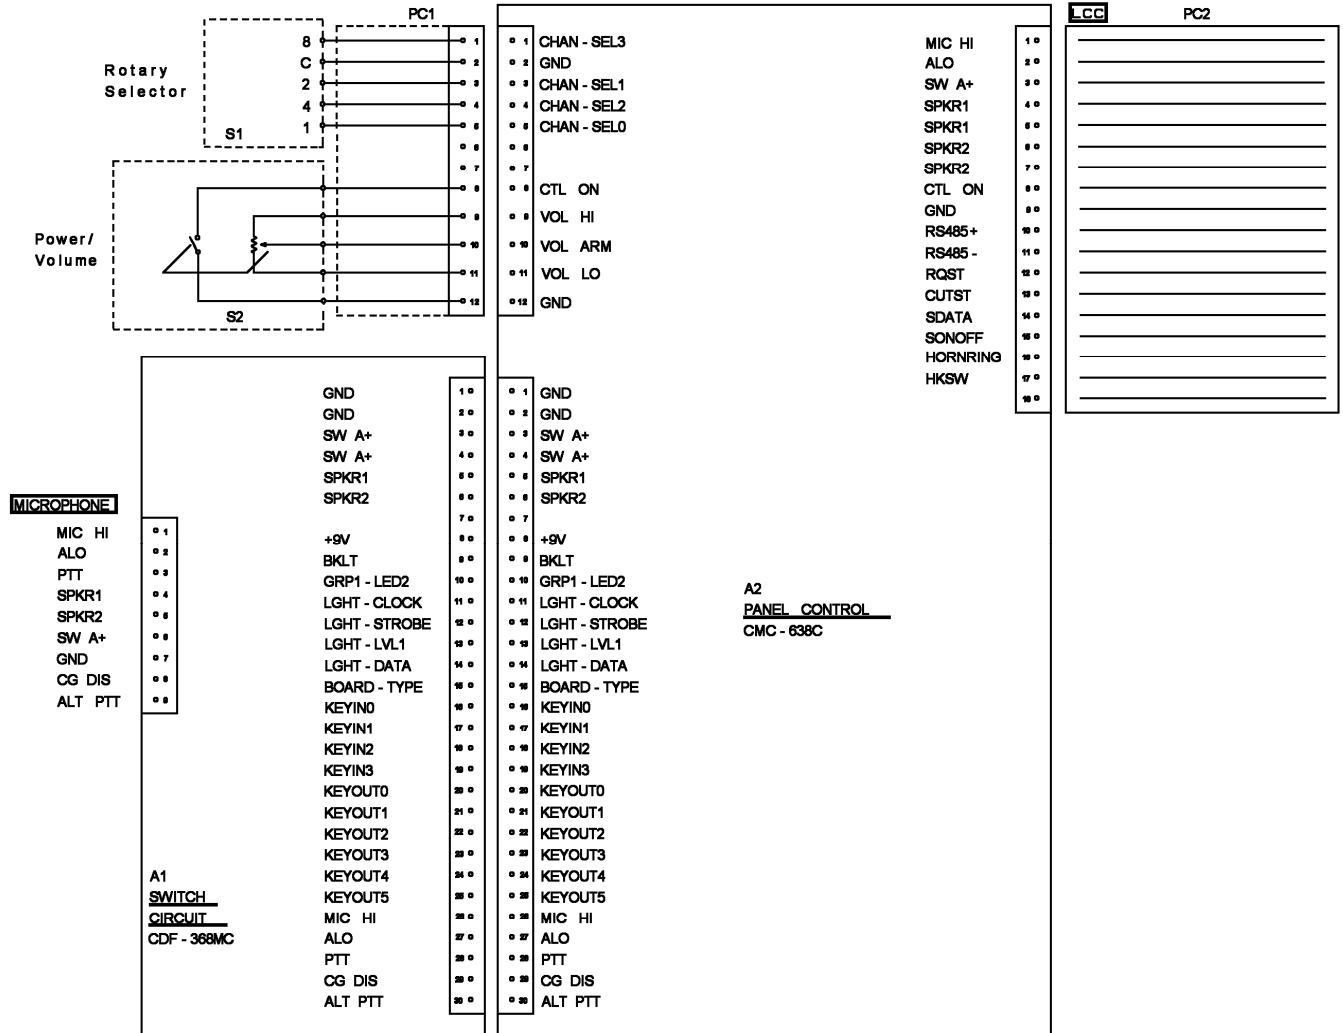 PC1
8
C
2
4
1
Rotary
Selector
S1
Power/
Volume
S2
1
2
3
4
5
6
7
8
9
10
11
12
1 CHAN - SEL3
2 GND
3 CHAN - SEL1
4 CHAN - SEL2
5 CHAN - SEL0
6
7
8 CTL ON
9 VOL HI
10 VOL ARM
11 VOL LO
12 GND
LCC
PC2
MIC HI 1
ALO 2
SW A+ 3
SPKR1 4
SPKR1 5
SPKR2 6
SPKR2 7
CTL ON 8
GND 9
RS485+ 10
RS485 - 11
RQST 12
CUTST 13
SDATA 14
SONOFF 15
HORNRING 16
HKSW 17
18
MICROPHONE
MIC HI 1
ALO 2
PTT 3
SPKR1 4
SPKR2 5
SW A+ 6
GND 7
CG DIS 8
ALT PTT 9
GND 1
GND 2
SW A+ 3
SW A+ 4
SPKR1 5
SPKR2 6
7
+9V 8
BKLT 9
GRP1 - LED2 10
LGHT - CLOCK 11
LGHT - STROBE 12
LGHT - LVL1 13
LGHT - DATA 14
BOARD - TYPE 15
KEYIN0 16
KEYIN1 17
KEYIN2 18
KEYIN3 19
KEYOUT0 20
KEYOUT1 21
KEYOUT2 22
KEYOUT3 23
KEYOUT4 24
KEYOUT5 25
MIC HI 26
ALO 27
PTT 28
CG DIS 29
ALT PTT 30
1 GND
2 GND
3 SW A+
4 SW A+
5 SPKR1
6 SPKR2
7
8 +9V
9 BKLT
10 GRP1 - LED2
11 LGHT - CLOCK
12 LGHT - STROBE
13 LGHT - LVL1
14 LGHT - DATA
15 BOARD - TYPE
16 KEYIN0
17 KEYIN1
18 KEYIN2
19 KEYIN3
20 KEYOUT0
21 KEYOUT1
22 KEYOUT2
23 KEYOUT3
24 KEYOUT4
25 KEYOUT5
26 MIC HI
27 ALO
28 PTT
29 CG DIS
30 ALT PTT
A1
SWITCH
CIRCUIT
CDF - 368MC
A2
PANEL CONTROL
CMC - 638C